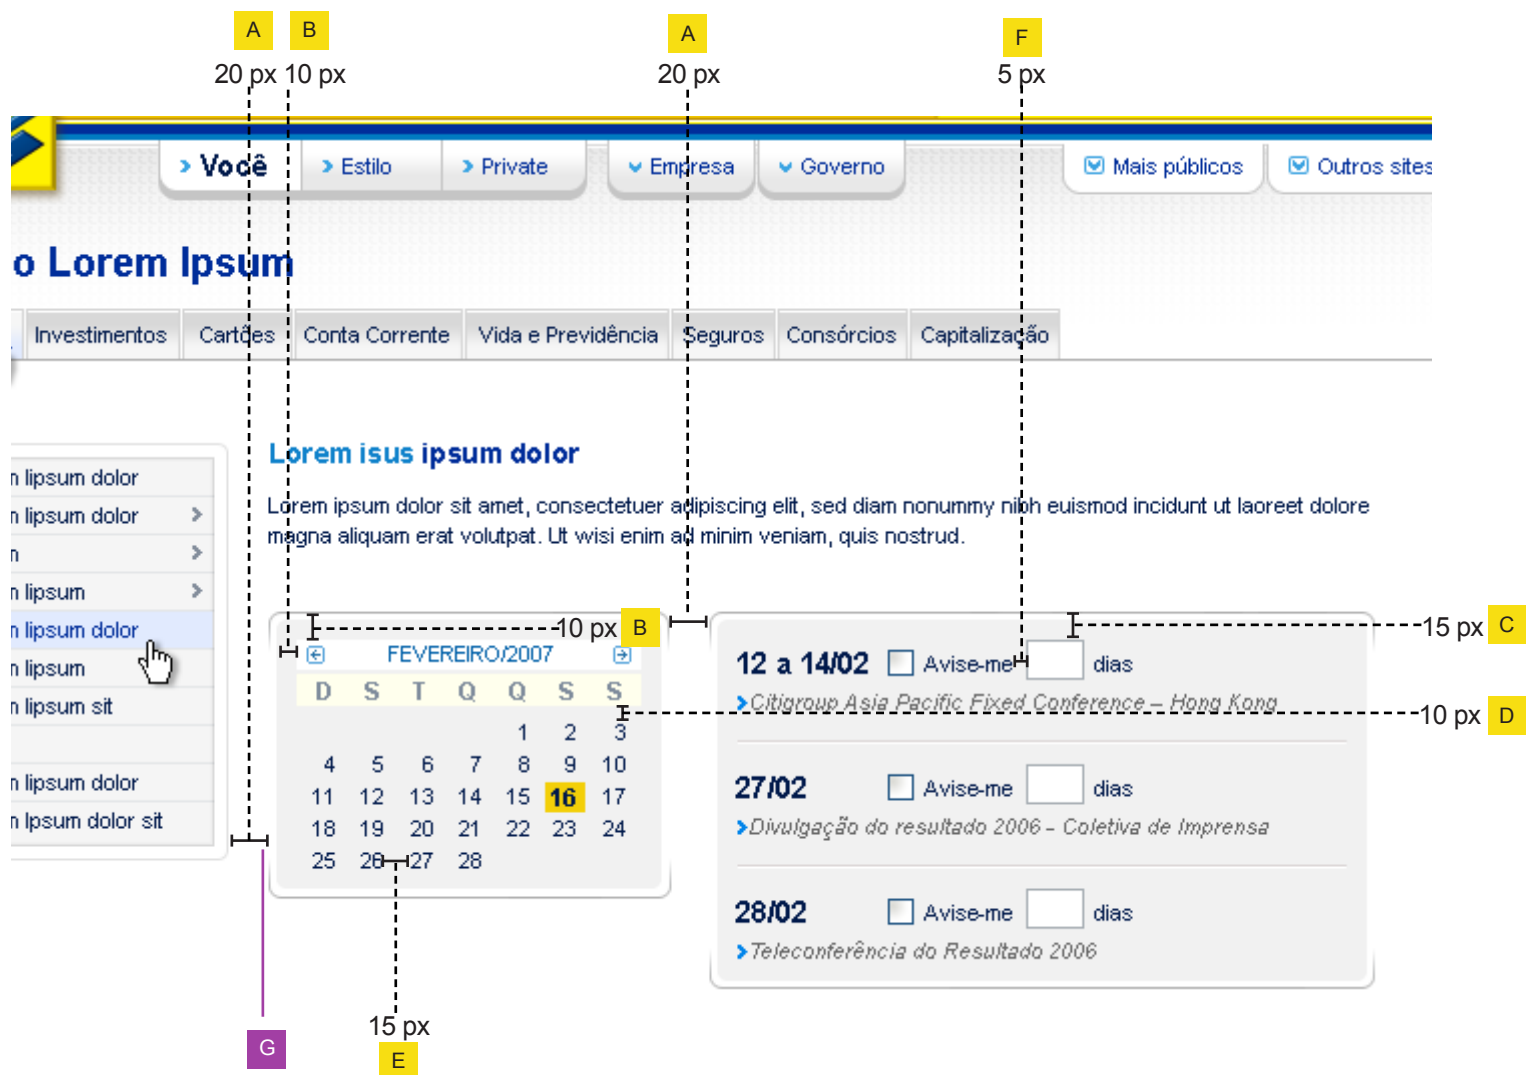 A B A F
20 px 10 px 20 px 5 px
Você Estilo Private Empresa Governo Mais públicos Outros sites
o Lorem Ipsum
Investimentos Cartões Conta Corrente Vida e Previdência Seguros Consórcios Capitalização
Lorem isus ipsum dolor
Lorem ipsum dolor sit amet, consectetuer adipiscing elit, sed diam nonummy nibh euismod incidunt ut laoreet dolore
magna aliquam erat volutpat. Ut wisi enim ad minim veniam, quis nostrud.
n lipsum dolor
n lipsum dolor
n
n lipsum
n lipsum dolor
n lipsum
n lipsum sit
n lipsum dolor
n Ipsum dolor sit
10 px B
FEVEREIRO/2007
D S T Q Q S S
1 2 3
4 5 6 7 8 9 10
11 12 13 14 15 16 17
18 19 20 21 22 23 24
25 26 27 28
15 px C
12 a 14/02 Avise-me dias
Citigroup Asia Pacific Fixed Conference – Hong Kong
10 px D
27/02 Avise-me dias
Divulgação do resultado 2006 - Coletiva de Imprensa
28/02 Avise-me dias
Teleconferência do Resultado 2006
15 px
G E